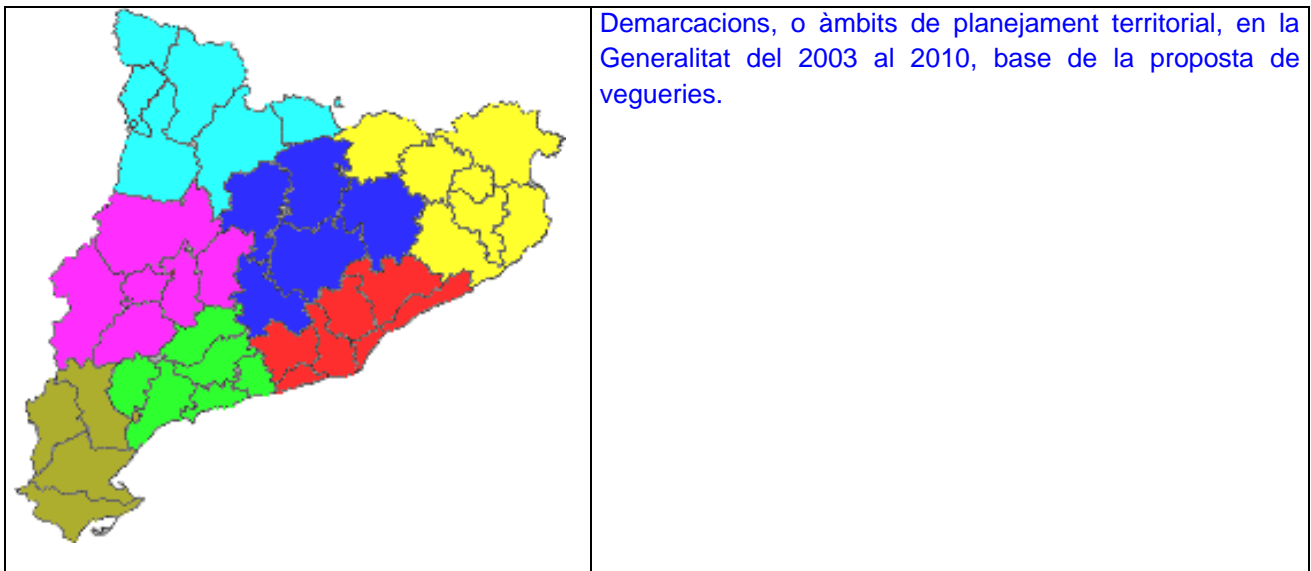 Demarcacions, o àmbits de planejament territorial, en la
Generalitat del 2003 al 2010, base de la proposta de
vegueries.